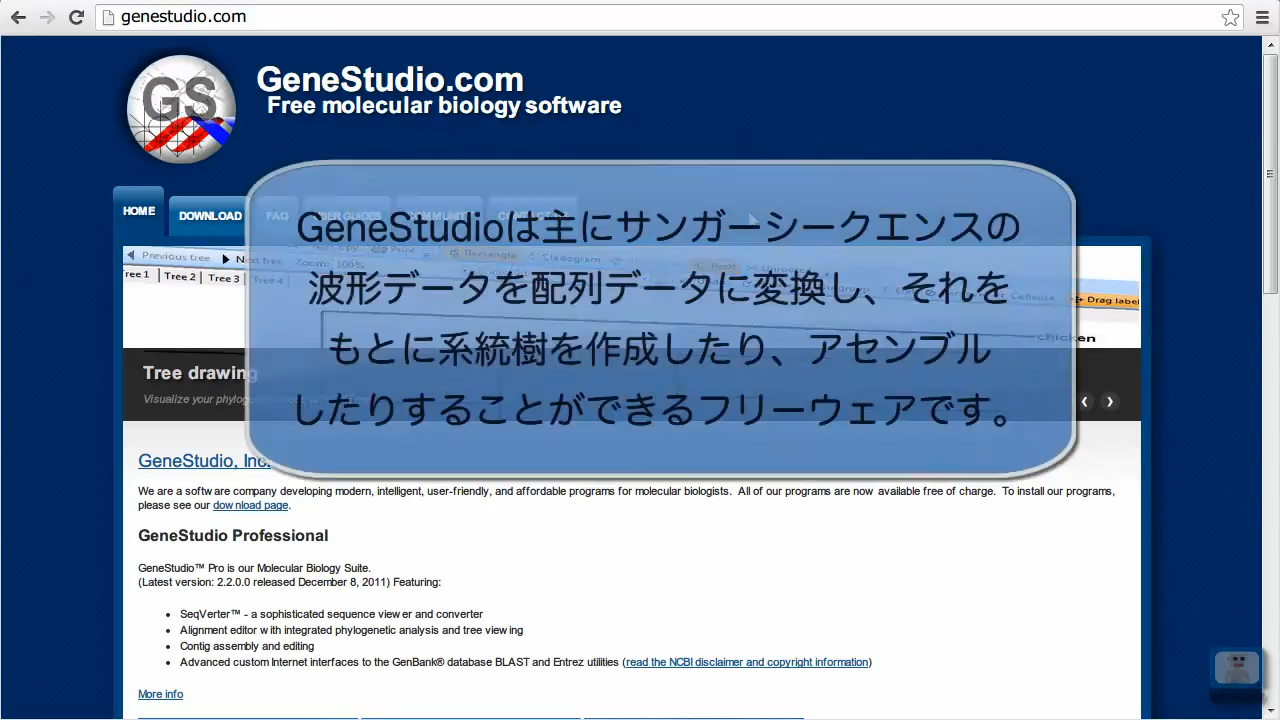 genestudio.com
GS
GeneStudio.com
Free molecular biology software
HOME
DOWNLOAD
FAQ
USER GUIDES
COMMUNITY
GeneStudioは主にサンガーシークエンスの
波形データを配列データに変換し、それを
もとに系統樹を作成したり、アセンブル
したりすることができるフリーウェアです。
Previous tree
Next tree
Print
Rectangle
Cladogram
Zoom: 100%
Tree 1
Tree 2
Tree 3
Tree 4
Drag label
chicken
Tree drawing
Visualize your
GeneStudio, Inc.
We are a software company developing modern, intelligent, user-friendly, and affordable programs for molecular biologists. All of our programs are now available free of charge. To install our programs,
please see our download page.
GeneStudio Professional
GeneStudio™ Pro is our Molecular Biology Suite.
(Latest version: 2.2.0.0 released December 8, 2011) Featuring:
• SeqVerter™ - a sophisticated sequence viewer and converter
• Alignment editor with integrated phylogenetic analysis and tree viewing
• Contig assembly and editing
• Advanced custom Internet interfaces to the GenBank® database BLAST and Entrez utilities (read the NCBI disclaimer and copyright information)
More info